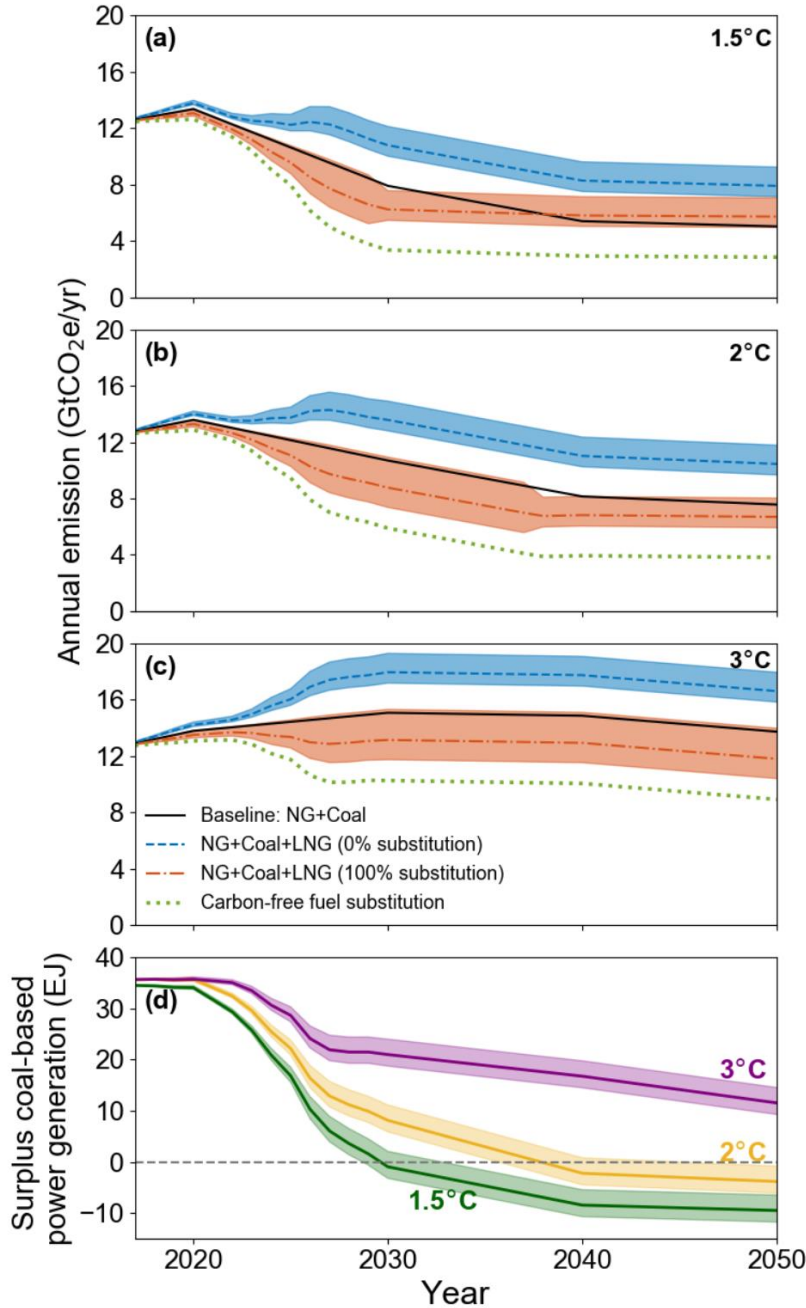 20
(a)
1.5°C
16
12
8
4
0
20
(b)
2°C
16
12
8
4
0
20
(c)
3°C
16
12
8
4
0
Baseline: NG+Coal
NG+Coal+LNG (0% substitution)
NG+Coal+LNG (100% substitution)
Carbon-free fuel substitution
Annual emission (GtCO₂e/yr)
40
(d)
30
20
10
0
−10
3°C
2°C
1.5°C
Surplus coal-based
power generation (EJ)
2020 2030 2040 2050
Year